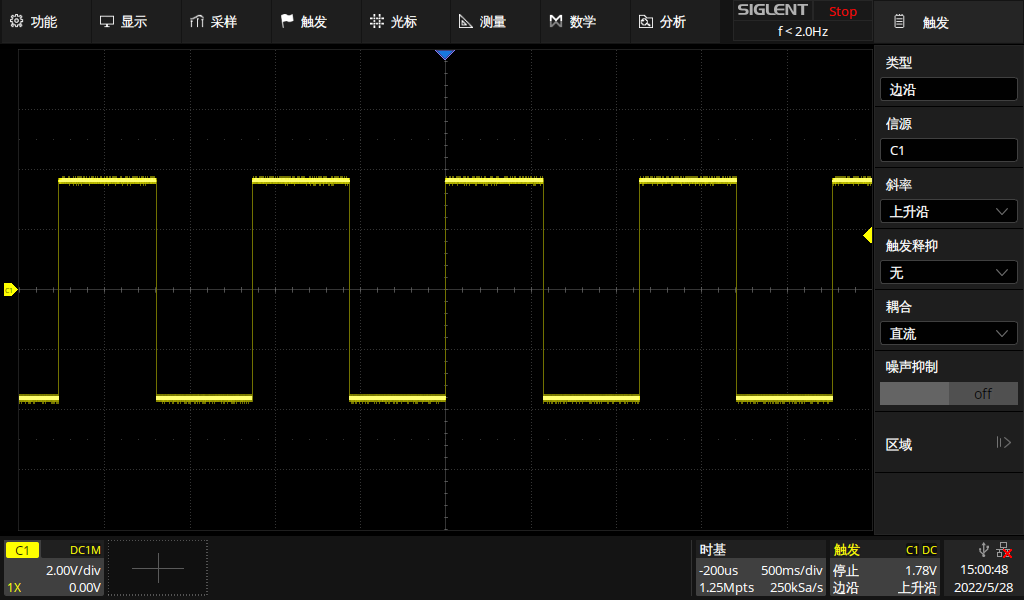 功能 显示 采样 触发 光标 测量 数学 分析
SIGLENT Stop
f < 2.0Hz
触发
类型
边沿
信源
C1
斜率
上升沿
触发释抑
无
耦合
直流
噪声抑制
off
区域
C1
C1 DC1M
2.00V/div
1X 0.00V
时基
-200us 500ms/div
1.25Mpts 250kSa/s
触发 C1 DC
停止 1.78V
边沿 上升沿
15:00:48
2022/5/28